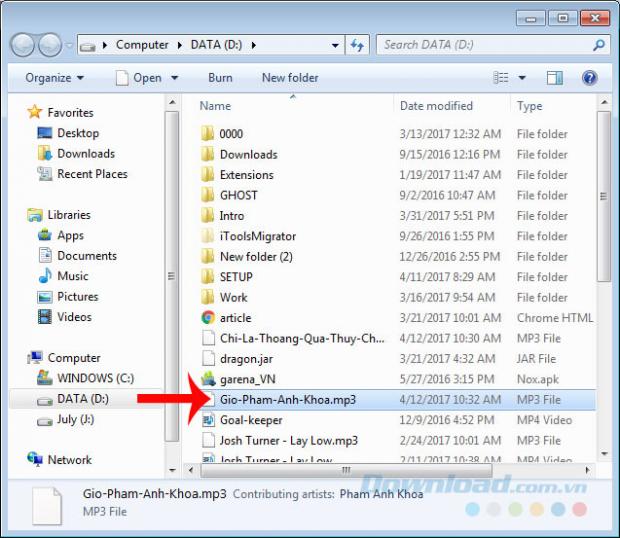 Computer DATA (D:) Search DATA (D:)
Organize Open Burn New folder
Name Date modified Type
Favorites
Desktop
Downloads
Recent Places
Libraries
Apps
Documents
Music
Pictures
Videos
Computer
WINDOWS (C:)
DATA (D:)
July (J:)
Network
0000 3/13/2017 12:32 AM File folder
Downloads 9/15/2016 12:16 PM File folder
Extensions 1/19/2017 11:47 AM File folder
GHOST 9/2/2016 10:47 AM File folder
Intro 3/31/2017 5:51 PM File folder
iToolsMigrator 9/26/2016 1:55 PM File folder
New folder (2) 12/26/2016 2:55 PM File folder
SETUP 4/11/2017 8:29 AM File folder
Work 3/16/2017 9:54 AM File folder
article 3/21/2017 10:01 AM Chrome HTML
Chi-La-Thoang-Qua-Thuy-Ch... 4/12/2017 10:30 AM MP3 File
dragon.jar 3/21/2017 4:32 AM JAR File
garena_VN 5/27/2016 3:15 PM Nox.apk
Gio-Pham-Anh-Khoa.mp3 4/12/2017 10:32 AM MP3 File
Goal-keeper 12/9/2016 4:52 PM MP4 Video
Josh Turner - Lay Low.mp3 2/24/2017 10:01 AM MP3 File
Josh Turner - Lay Low 2/11/2017 10:38 AM MP4 Video
Download.com.vn
Gio-Pham-Anh-Khoa.mp3 Contributing artists: Pham Anh Khoa
MP3 File